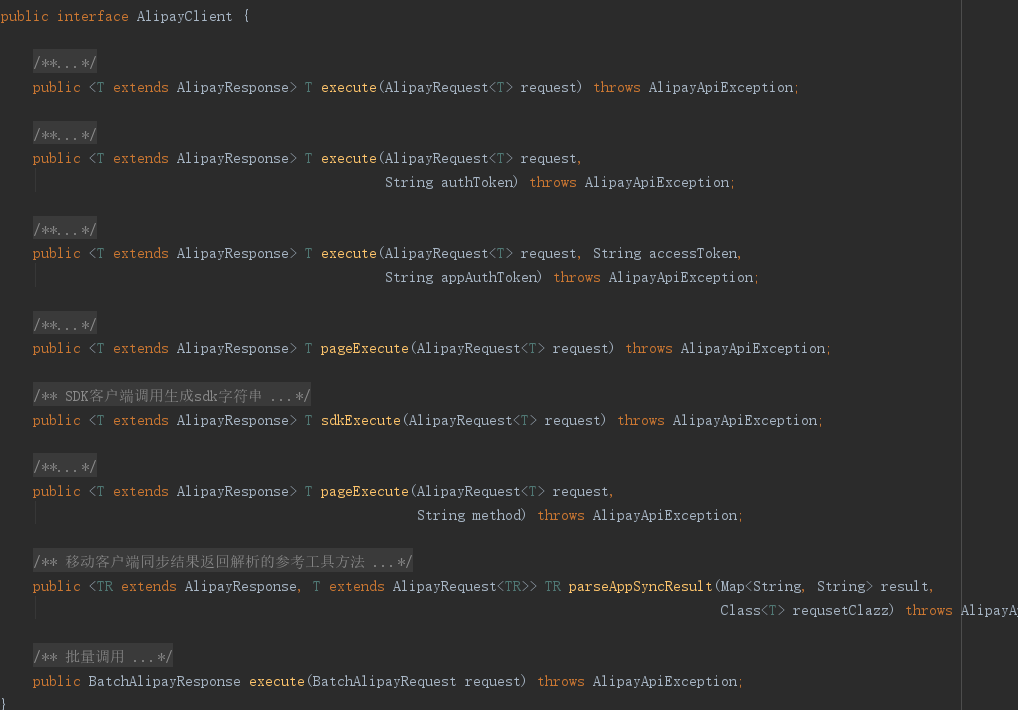 public interface AlipayClient {
/**...*/
public <T extends AlipayResponse> T execute(AlipayRequest<T> request) throws AlipayApiException;
/**...*/
public <T extends AlipayResponse> T execute(AlipayRequest<T> request,
String authToken) throws AlipayApiException;
/**...*/
public <T extends AlipayResponse> T execute(AlipayRequest<T> request, String accessToken,
String appAuthToken) throws AlipayApiException;
/**...*/
public <T extends AlipayResponse> T pageExecute(AlipayRequest<T> request) throws AlipayApiException;
/** SDK客户端调用生成sdk字符串 ...*/
public <T extends AlipayResponse> T sdkExecute(AlipayRequest<T> request) throws AlipayApiException;
/**...*/
public <T extends AlipayResponse> T pageExecute(AlipayRequest<T> request,
String method) throws AlipayApiException;
/** 移动客户端同步结果返回解析的参考工具方法 ...*/
public <TR extends AlipayResponse, T extends AlipayRequest<TR>> TR parseAppSyncResult(Map<String, String> result,
Class<T> requsetClazz) throws AlipayA
/** 批量调用 ...*/
public BatchAlipayResponse execute(BatchAlipayRequest request) throws AlipayApiException;
}